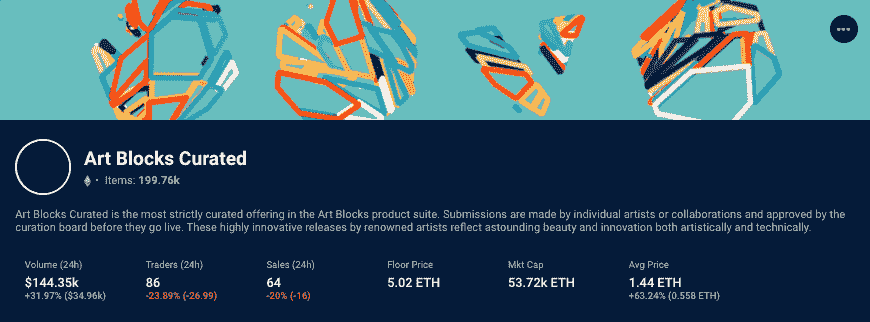 Art Blocks Curated
• Items: 199.76k
Art Blocks Curated is the most strictly curated offering in the Art Blocks product suite. Submissions are made by individual artists or collaborations and approved by the
curation board before they go live. These highly innovative releases by renowned artists reflect astounding beauty and innovation both artistically and technically.
Volume (24h) Traders (24h) Sales (24h) Floor Price Mkt Cap Avg Price
$144.35k 86 64 5.02 ETH 53.72k ETH 1.44 ETH
+31.97% ($34.96k) -23.89% (-26.99) -20% (-16) +63.24% (0.558 ETH)